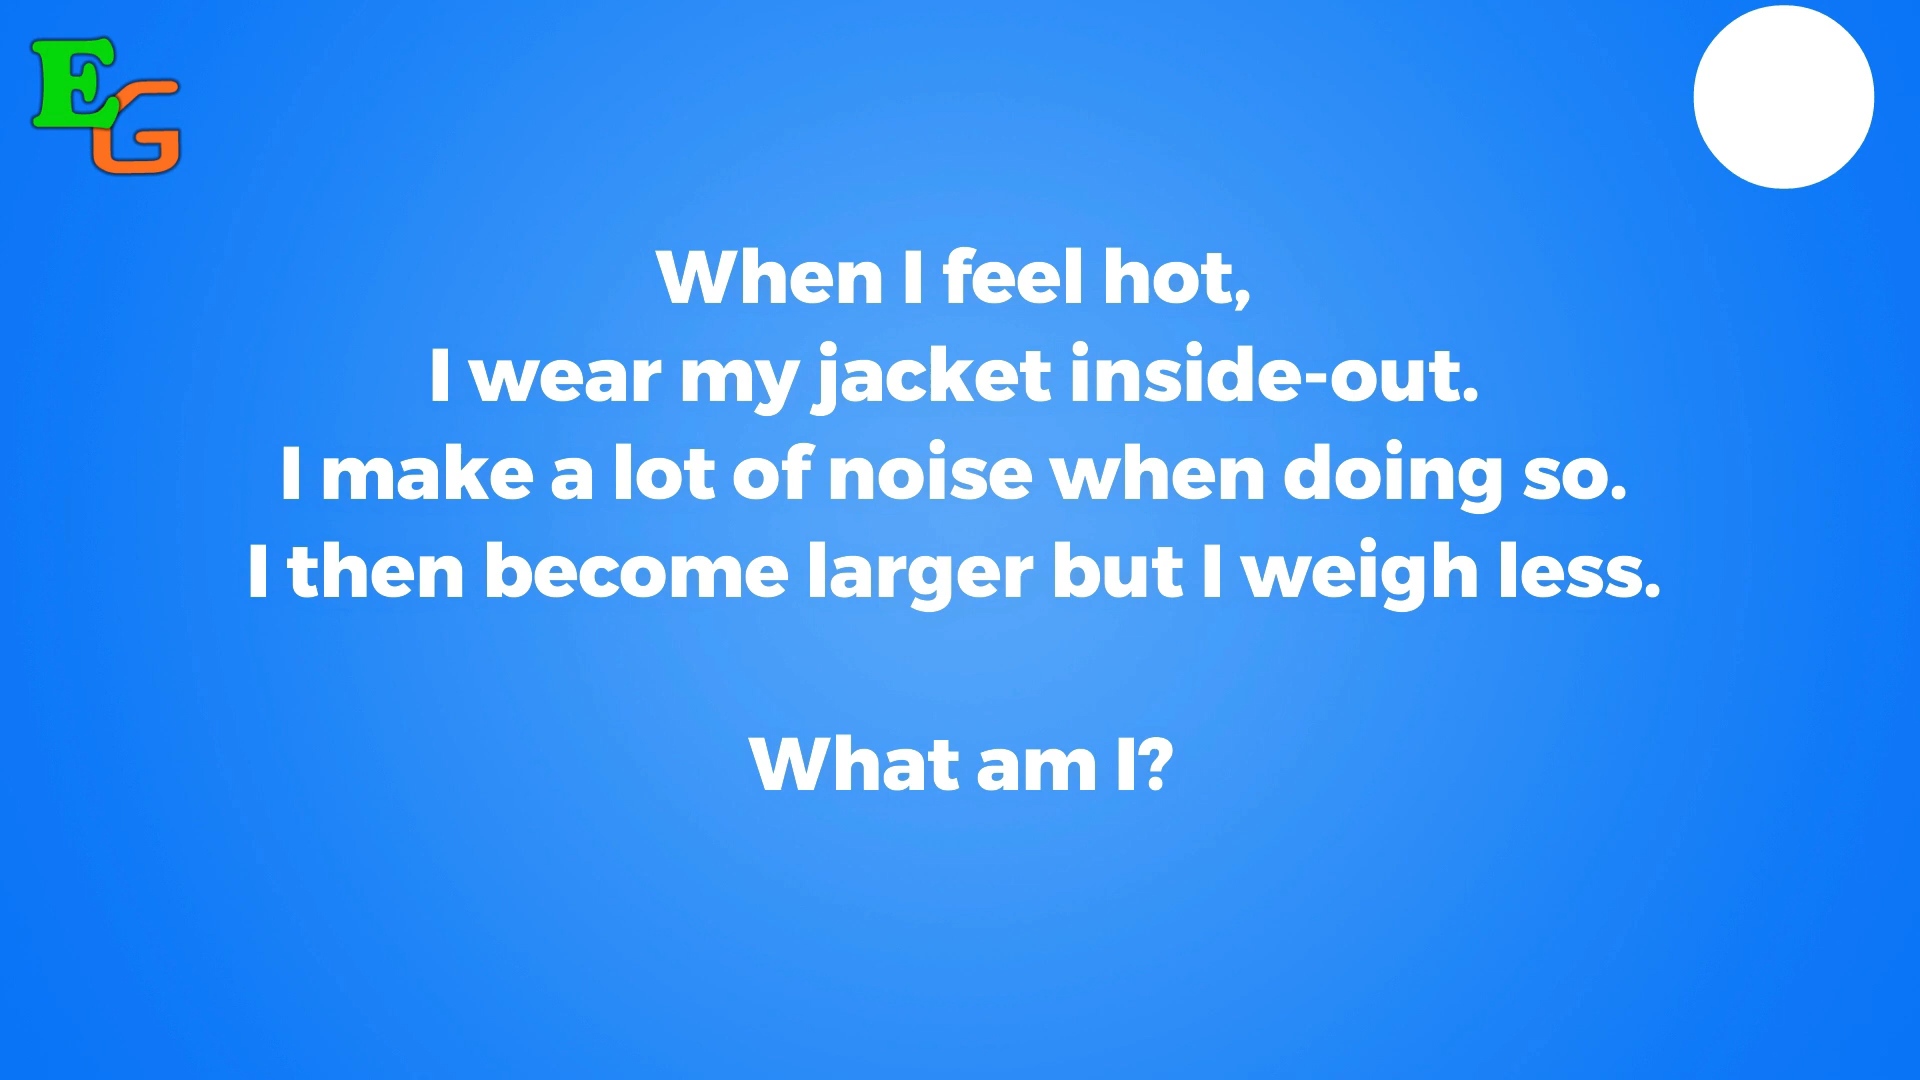 EG
When I feel hot,
I wear my jacket inside-out.
I make a lot of noise when doing so.
I then become larger but I weigh less.
What am I?